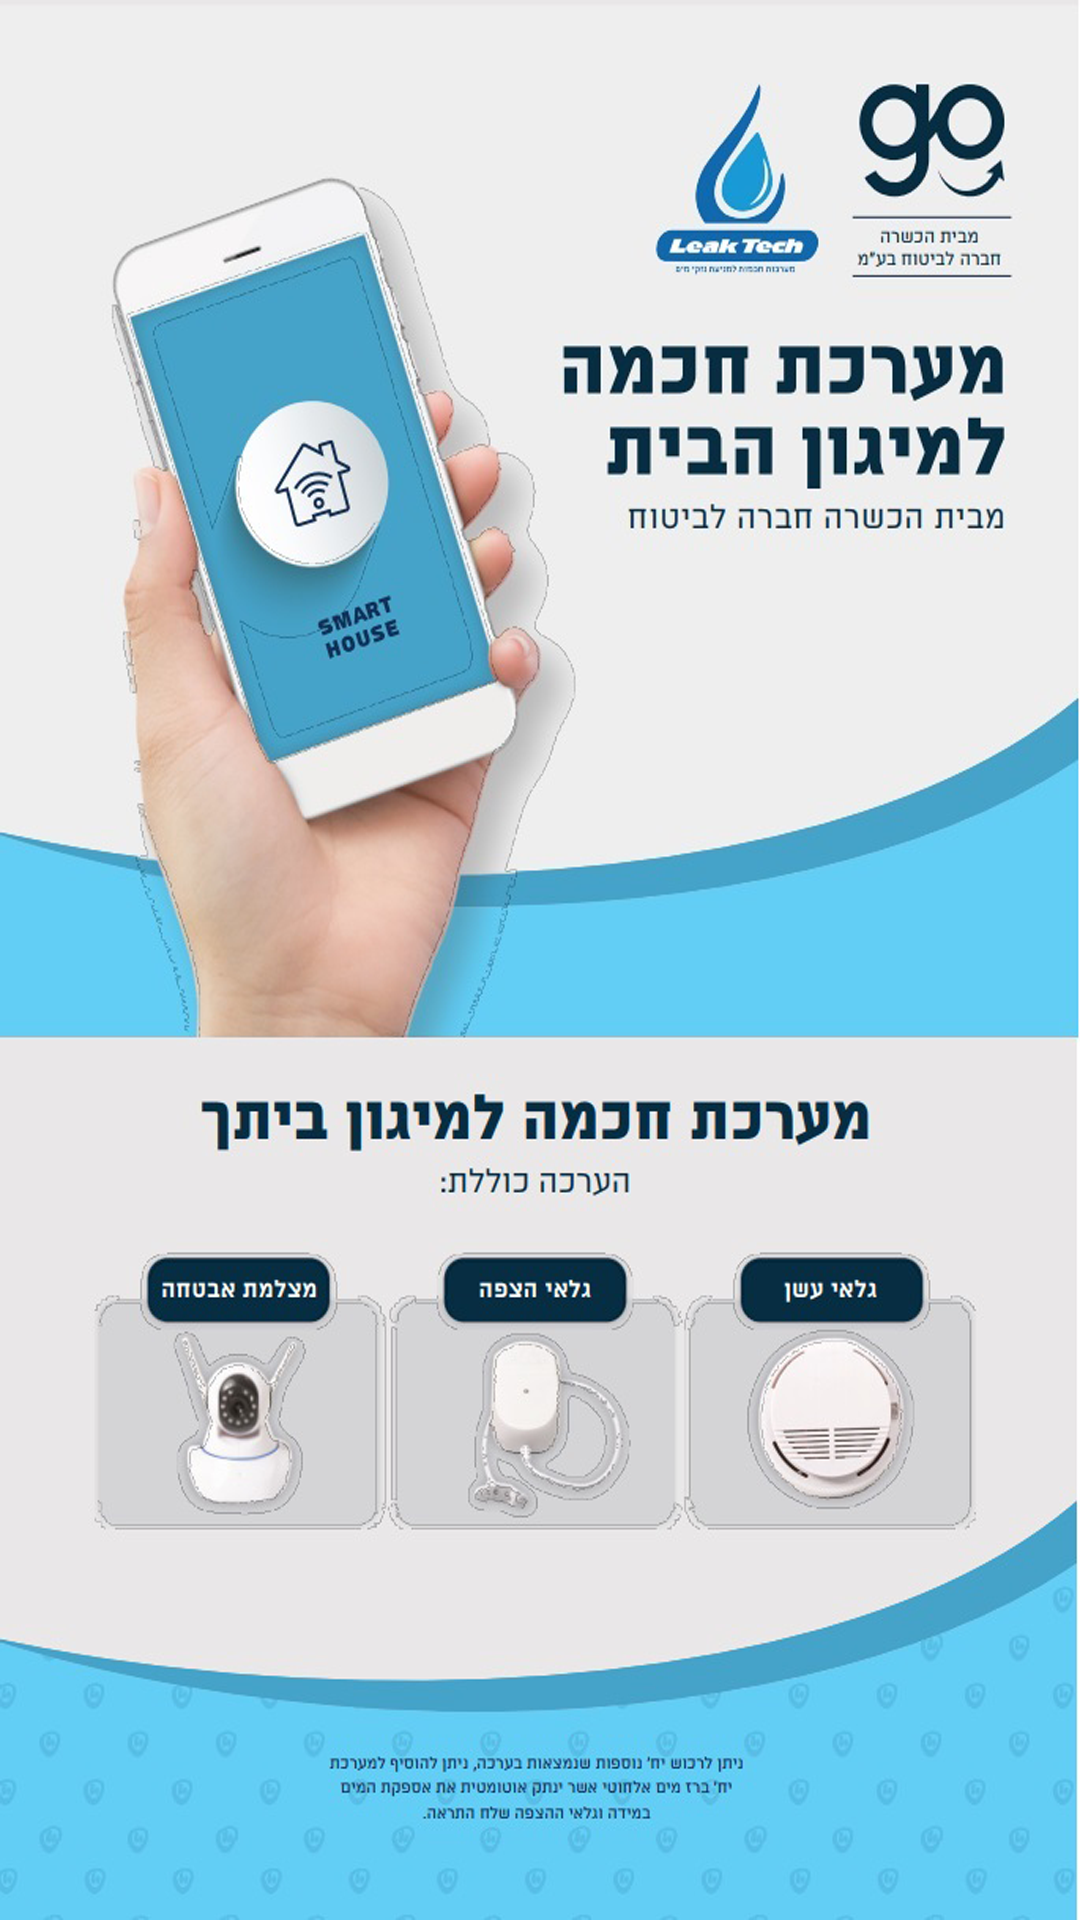 go
מבית הכשרה
חברה לביטוח בע"מ
Leak Tech
מערכות חכמות למניעת נזקי מים
מערכת חכמה
למיגון הבית
מבית הכשרה חברה לביטוח
SMART
HOUSE
מערכת חכמה למיגון ביתך
הערכה כוללת:
גלאי עשן
גלאי הצפה
מצלמת אבטחה
ניתן לרכוש יח' נוספות שנמצאות בערכה, ניתן להוסיף למערכת
יח' ברז מים אלחוטי אשר ינתק אוטומטית את אספקת המים
במידה וגלאי ההצפה שלח התראה.